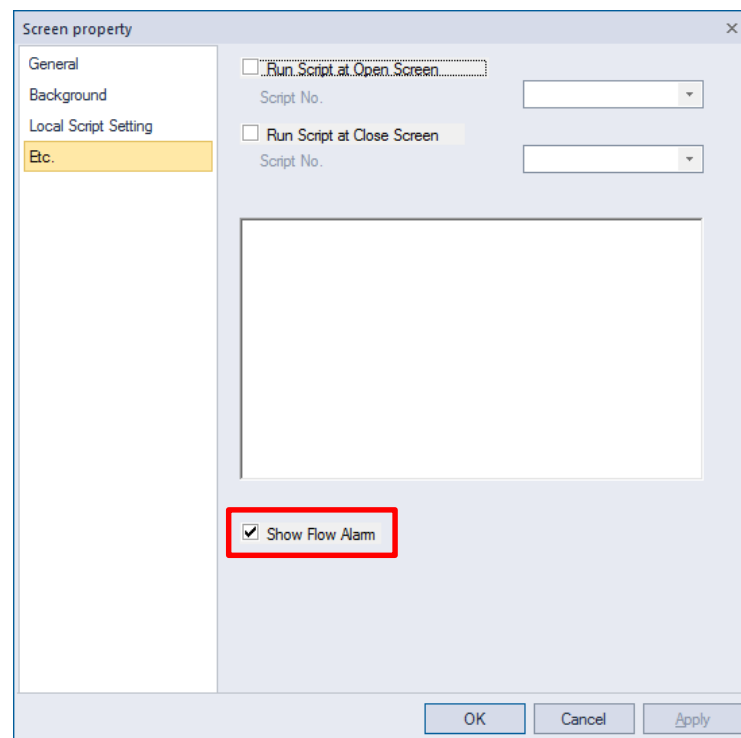 Screen property
General
Background
Local Script Setting
Etc.
Run Script at Open Screen
Script No.
Run Script at Close Screen
Script No.
Show Flow Alarm
OK
Cancel
Apply